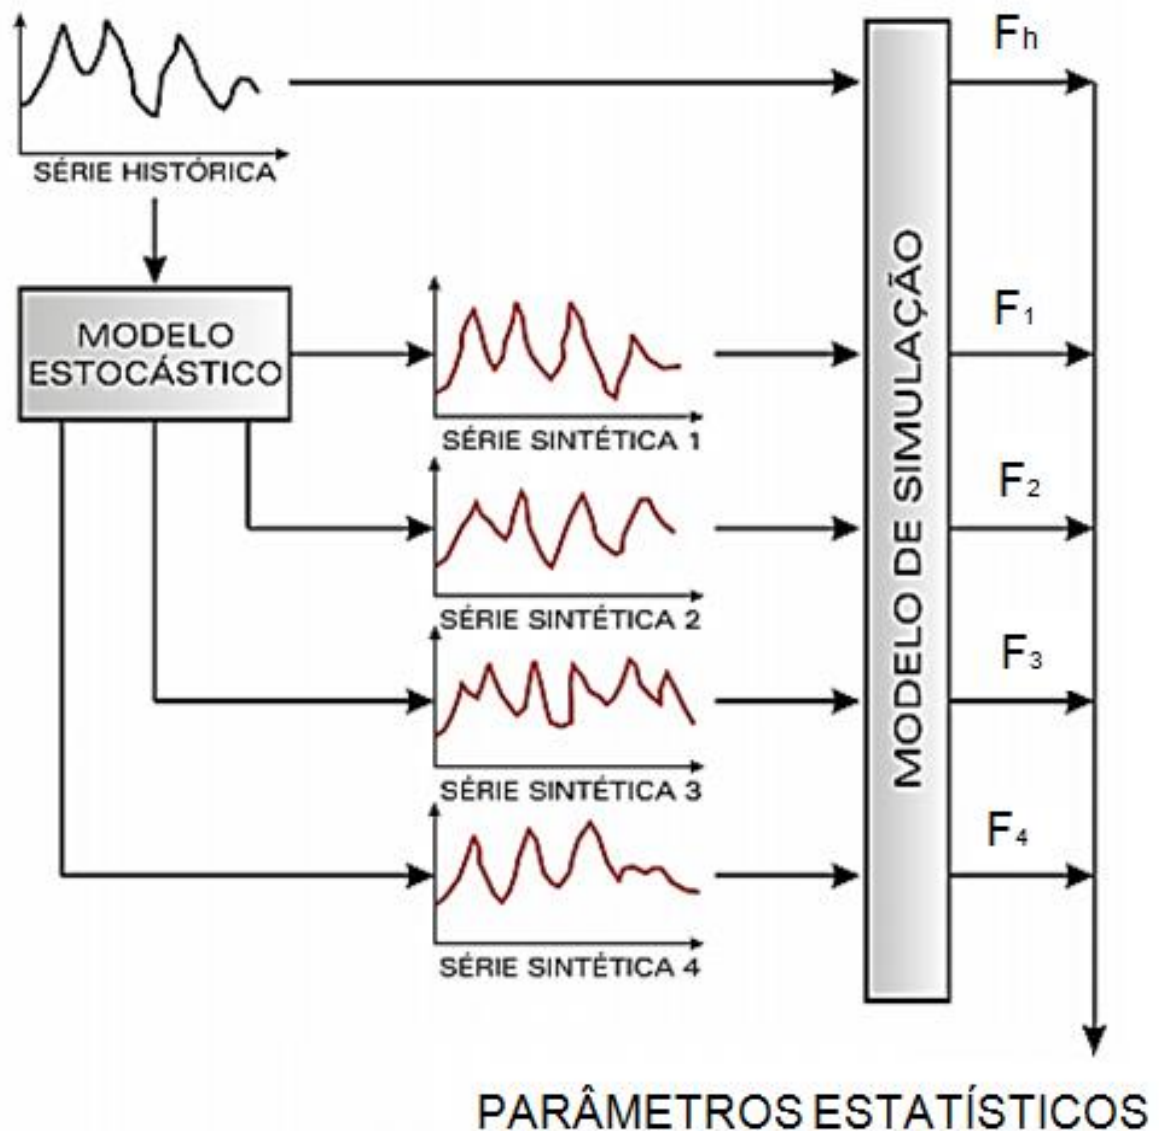 Fh
SÉRIE HISTÓRICA
MODELO
ESTOCÁSTICO
SÉRIE SINTÉTICA 1
F1
SÉRIE SINTÉTICA 2
F2
SÉRIE SINTÉTICA 3
F3
SÉRIE SINTÉTICA 4
F4
MODELO DE SIMULAÇÃO
PARÂMETROS ESTATÍSTICOS